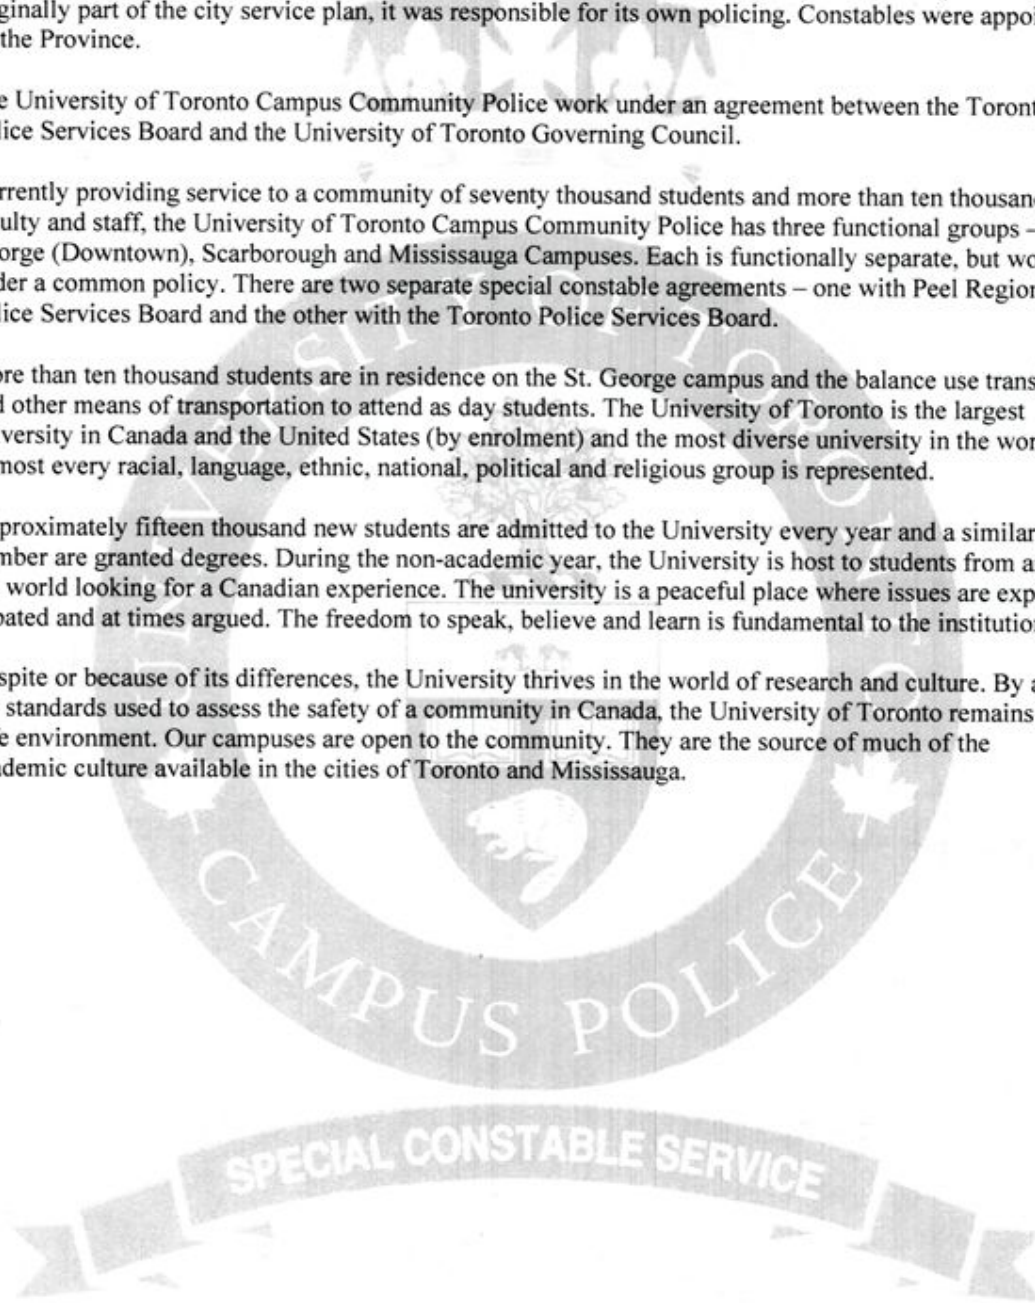 ginally part of the city service plan, it was responsible for its own policing. Constables were appoi
the Province.
e University of Toronto Campus Community Police work under an agreement between the Toront
lice Services Board and the University of Toronto Governing Council.
rrently providing service to a community of seventy thousand students and more than ten thousan
ulty and staff, the University of Toronto Campus Community Police has three functional groups –
orge (Downtown), Scarborough and Mississauga Campuses. Each is functionally separate, but wo
der a common policy. There are two separate special constable agreements – one with Peel Region
lice Services Board and the other with the Toronto Police Services Board.
ore than ten thousand students are in residence on the St. George campus and the balance use trans
d other means of transportation to attend as day students. The University of Toronto is the largest
versity in Canada and the United States (by enrolment) and the most diverse university in the wor
most every racial, language, ethnic, national, political and religious group is represented.
proximately fifteen thousand new students are admitted to the University every year and a similar
mber are granted degrees. During the non-academic year, the University is host to students from a
world looking for a Canadian experience. The university is a peaceful place where issues are exp
bated and at times argued. The freedom to speak, believe and learn is fundamental to the institutio
spite or because of its differences, the University thrives in the world of research and culture. By a
standards used to assess the safety of a community in Canada, the University of Toronto remains
e environment. Our campuses are open to the community. They are the source of much of the
demic culture available in the cities of Toronto and Mississauga.
UNIVERSITY OF TORONTO
CAMPUS POLICE
SPECIAL CONSTABLE SERVICE